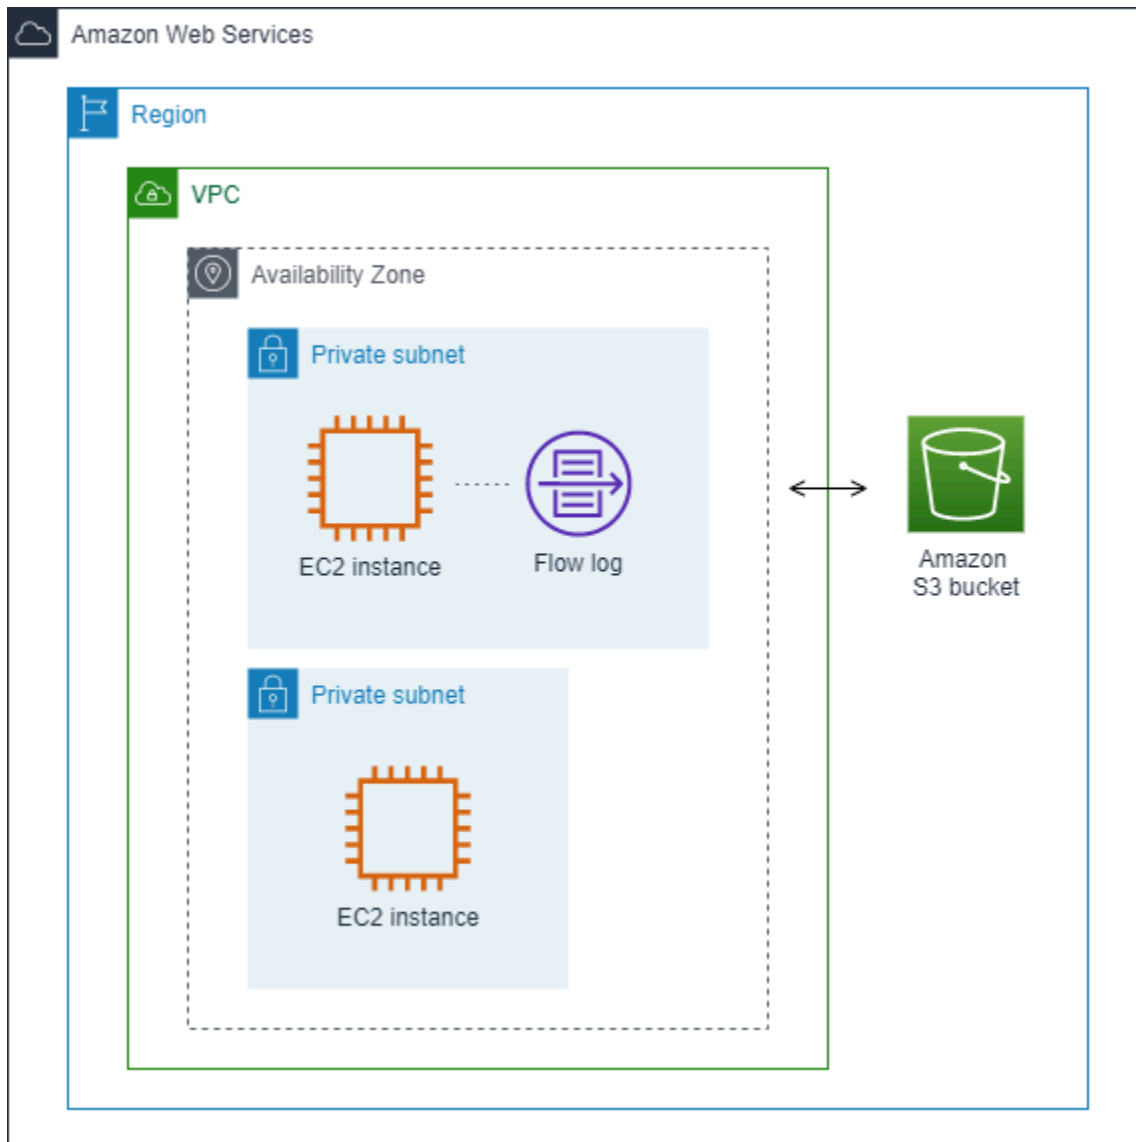 Amazon Web Services
Region
VPC
Availability Zone
Private subnet
EC2 instance
Flow log
Amazon
S3 bucket
Private subnet
EC2 instance